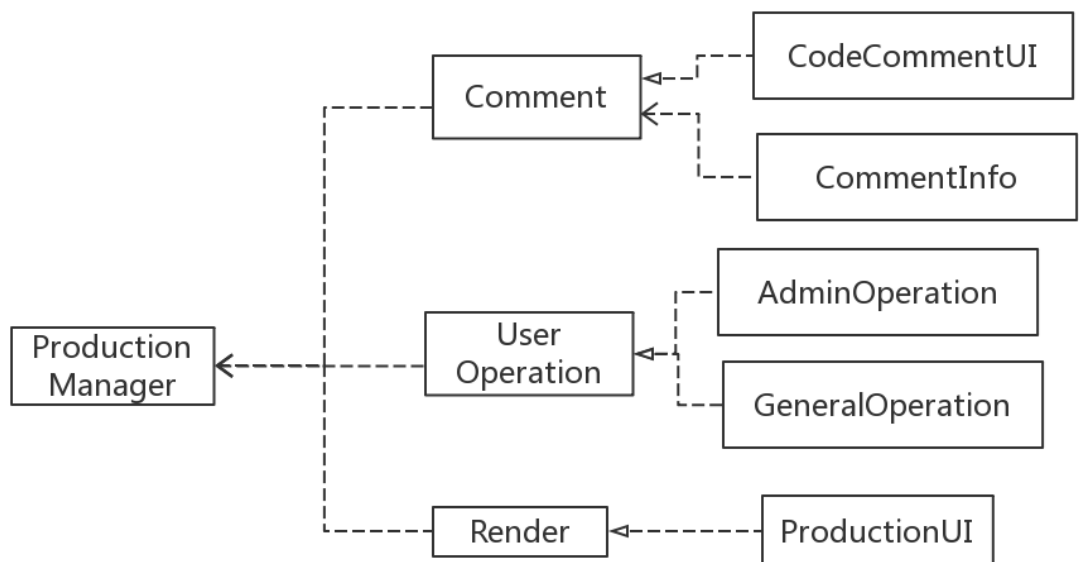 CodeCommentUI
Comment
CommentInfo
AdminOperation
Production
Manager
User
Operation
GeneralOperation
Render
ProductionUI